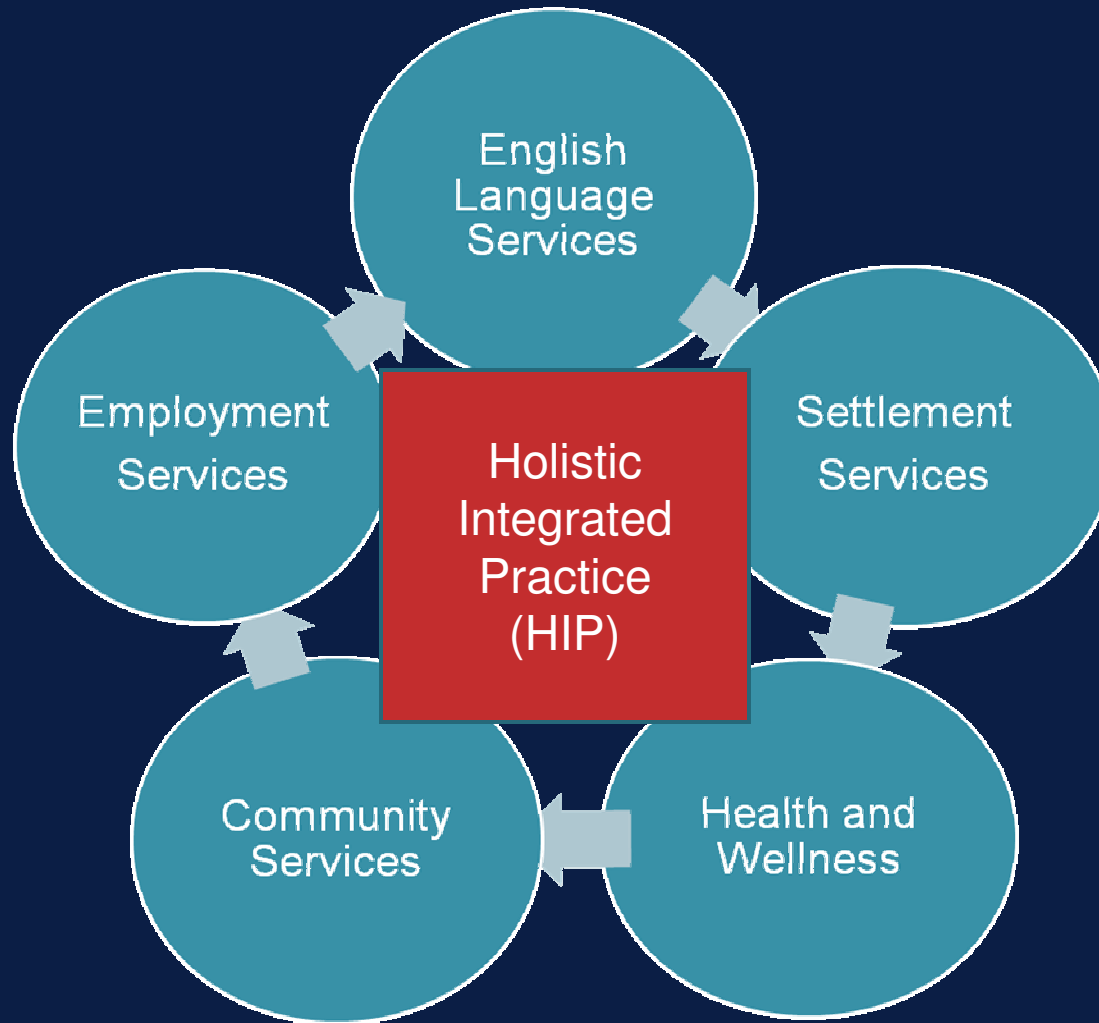 English
Language
Services
Employment
Services
Holistic
Integrated
Practice
(HIP)
Settlement
Services
Community
Services
Health and
Wellness